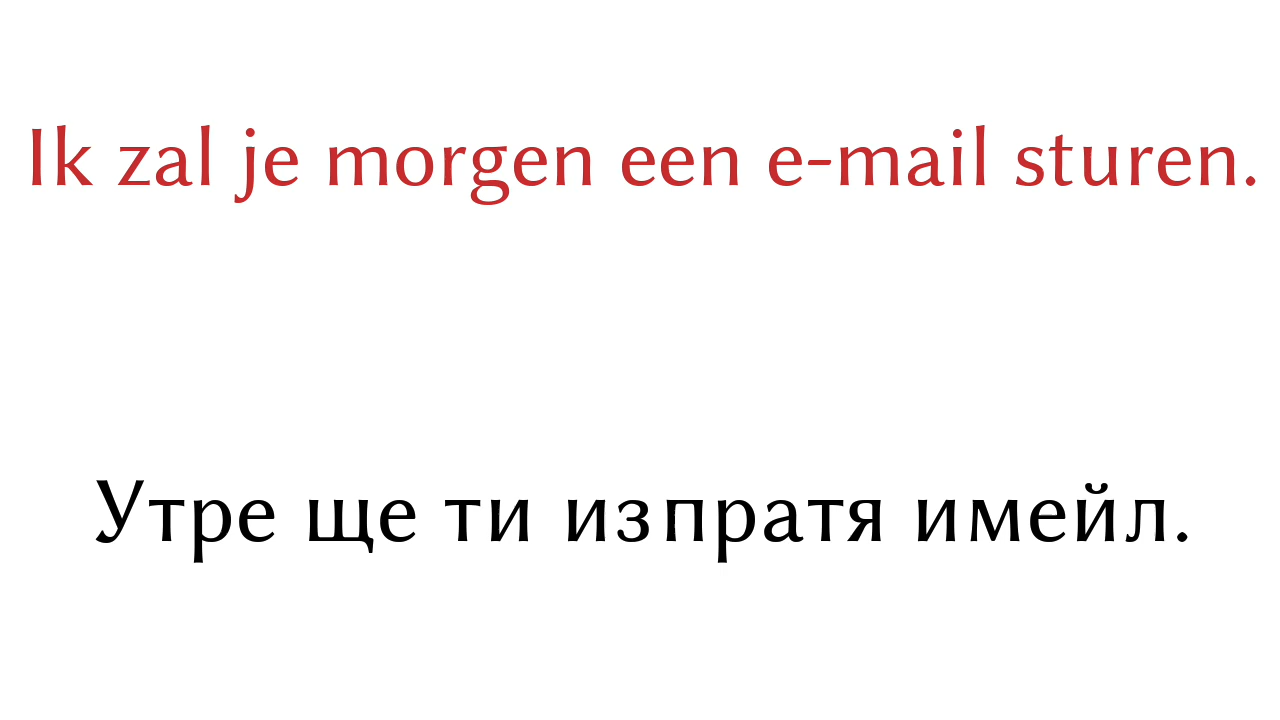 Ik zal je morgen een e-mail sturen.
Утре ще ти изпратя имейл.